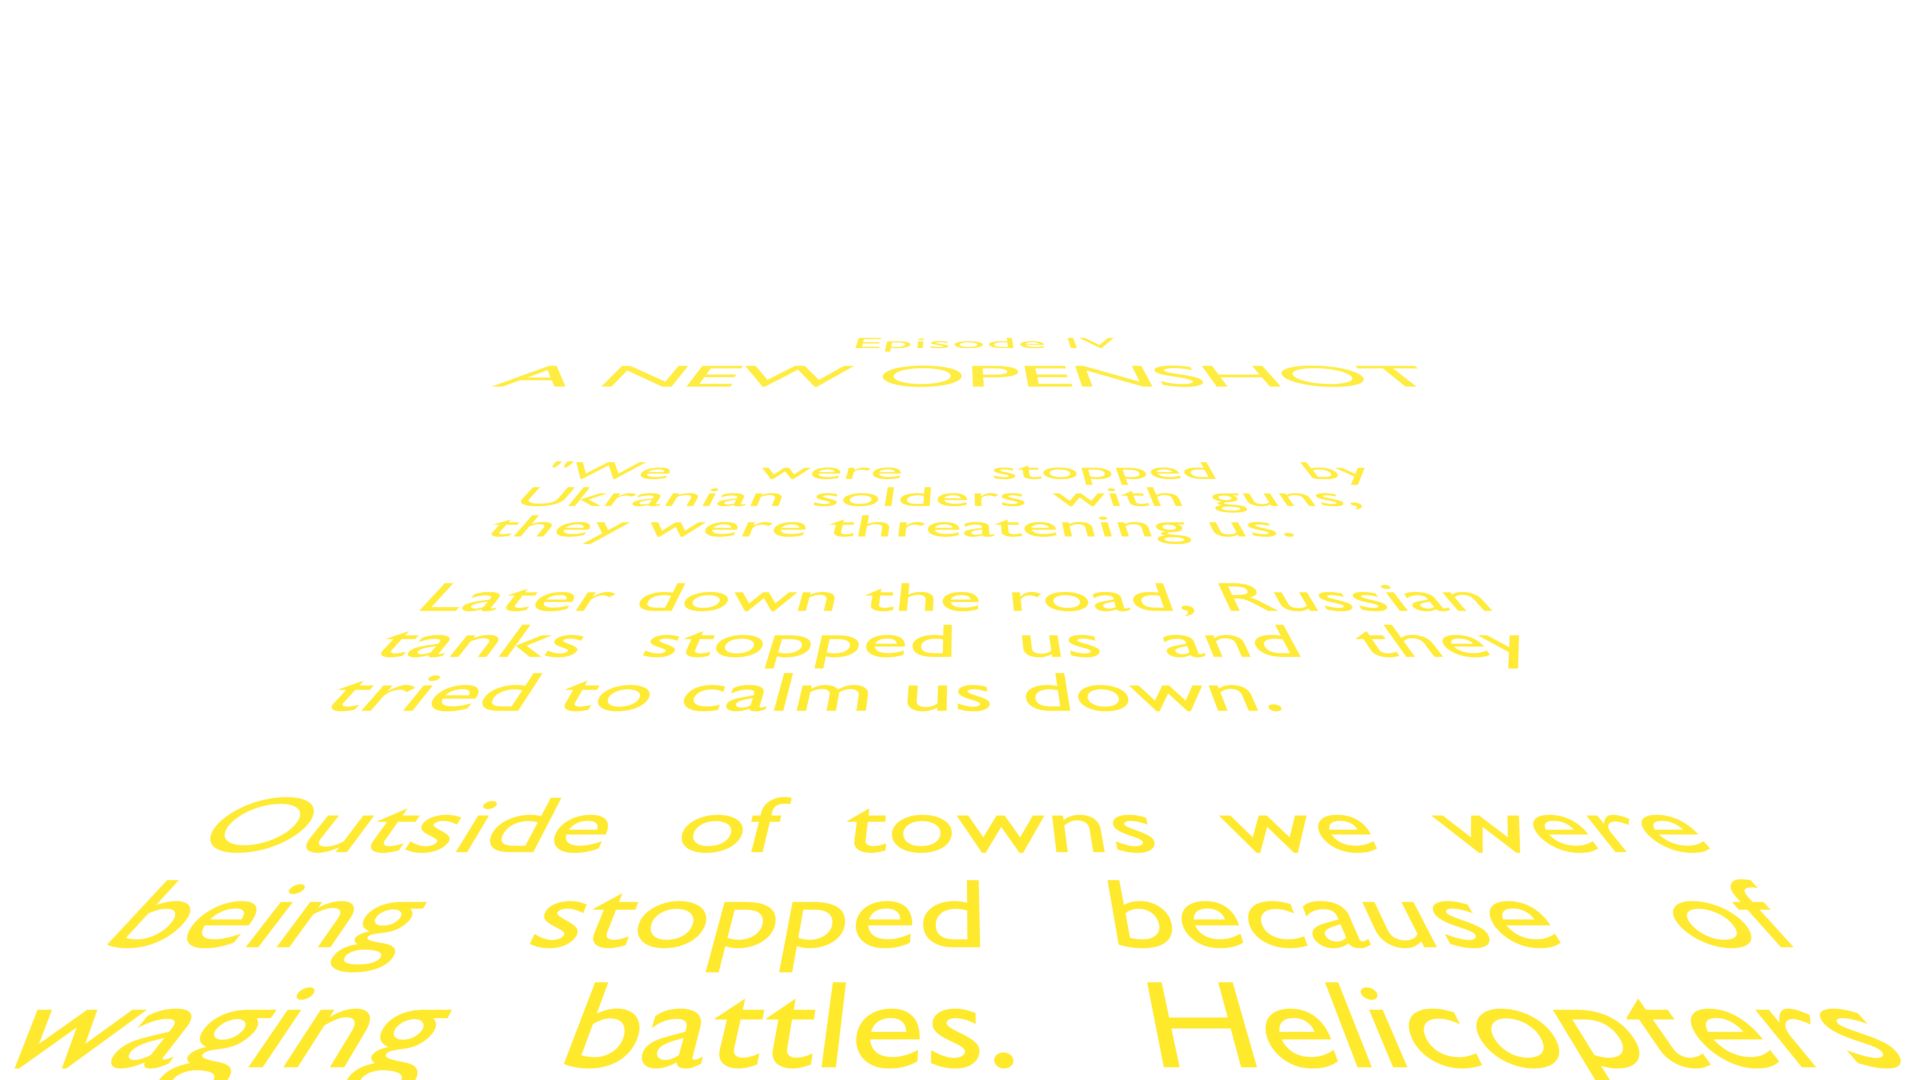 Episode IV
A NEW OPENSHOT
"We were stopped by
Ukranian solders with guns,
they were threatening us.
Later down the road, Russian
tanks stopped us and they
tried to calm us down.
Outside of towns we were
being stopped because of
waging battles. Helicopters